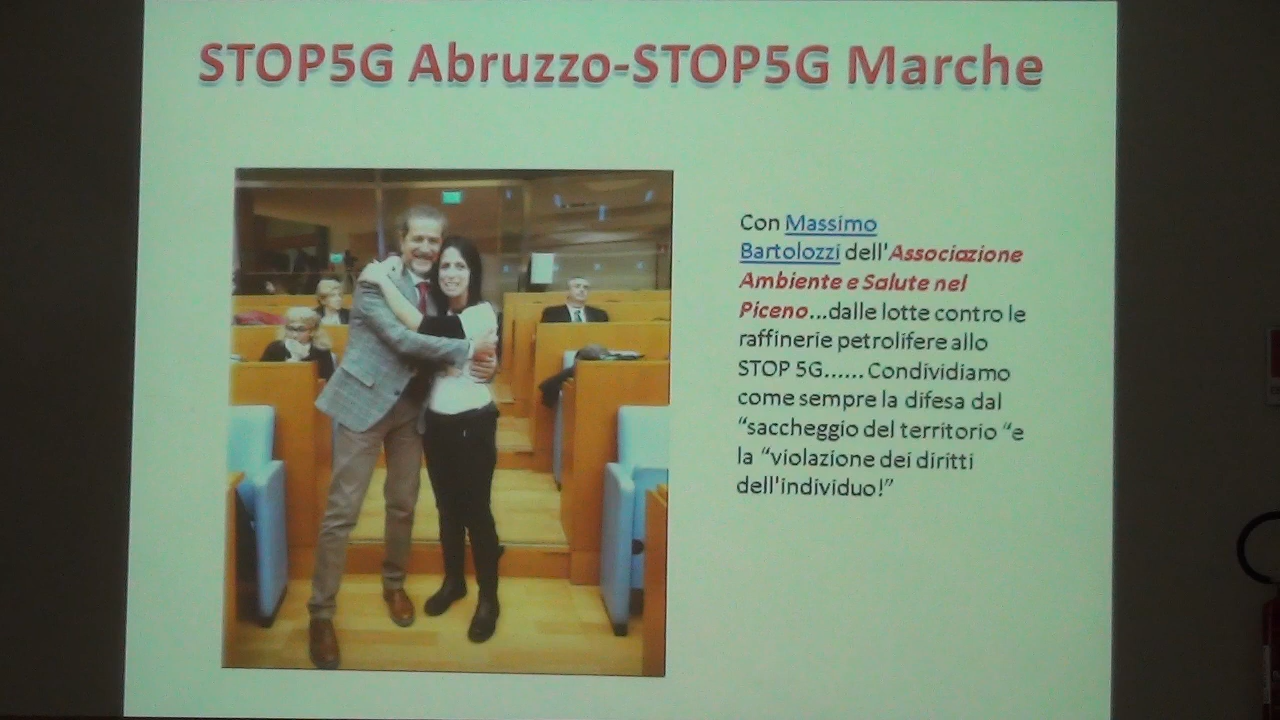 STOP5G Abruzzo-STOP5G Marche
Con Massimo
Bartolozzi dell'Associazione
Ambiente e Salute nel
Piceno...dalle lotte contro le
raffinerie petrolifere allo
STOP 5G...... Condividiamo
come sempre la difesa dal
“saccheggio del territorio “e
la “violazione dei diritti
dell'individuo!”